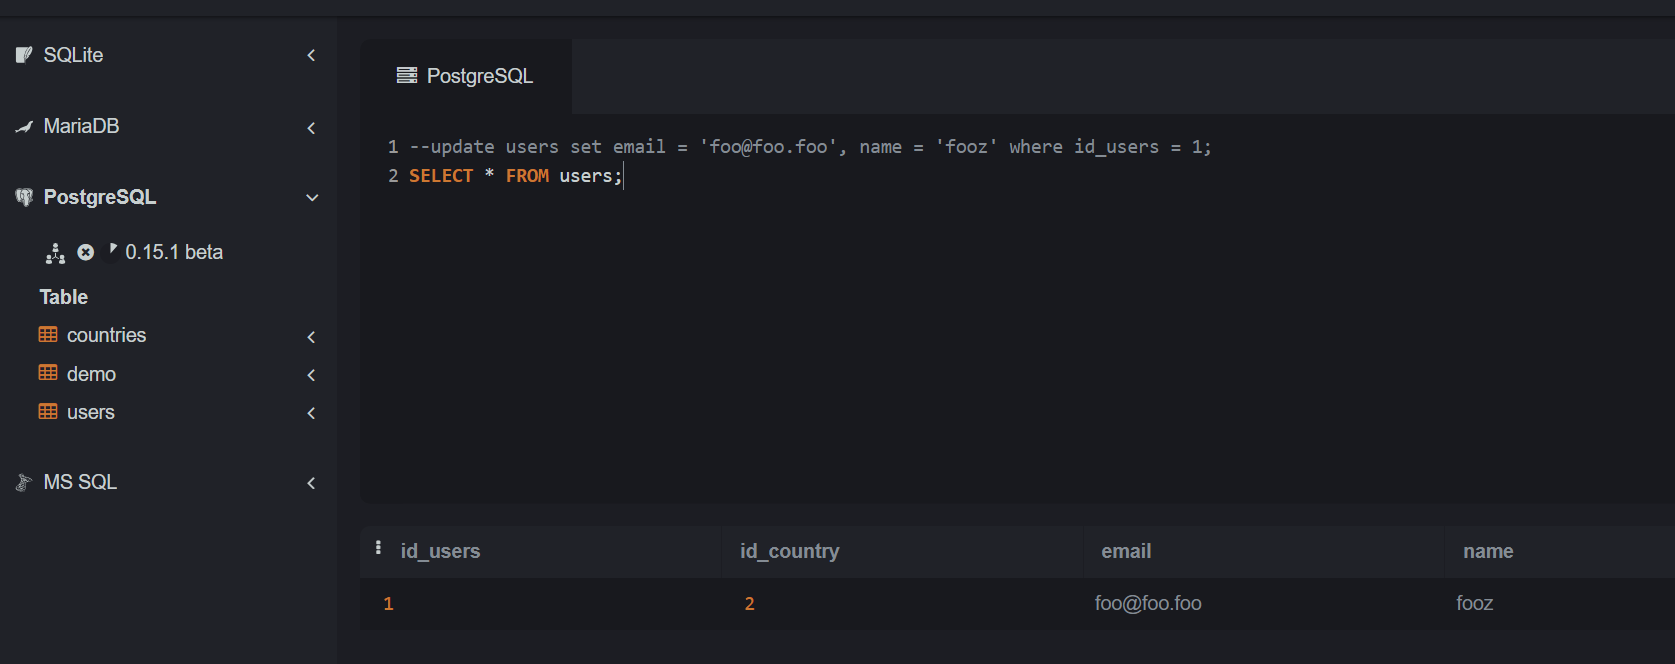 SQLite
MariaDB
PostgreSQL
0.15.1 beta
Table
countries
demo
users
MS SQL
PostgreSQL
1 --update users set email = 'foo@foo.foo', name = 'fooz' where id_users = 1;
2 SELECT * FROM users;
id_users id_country email name
1 2 foo@foo.foo fooz